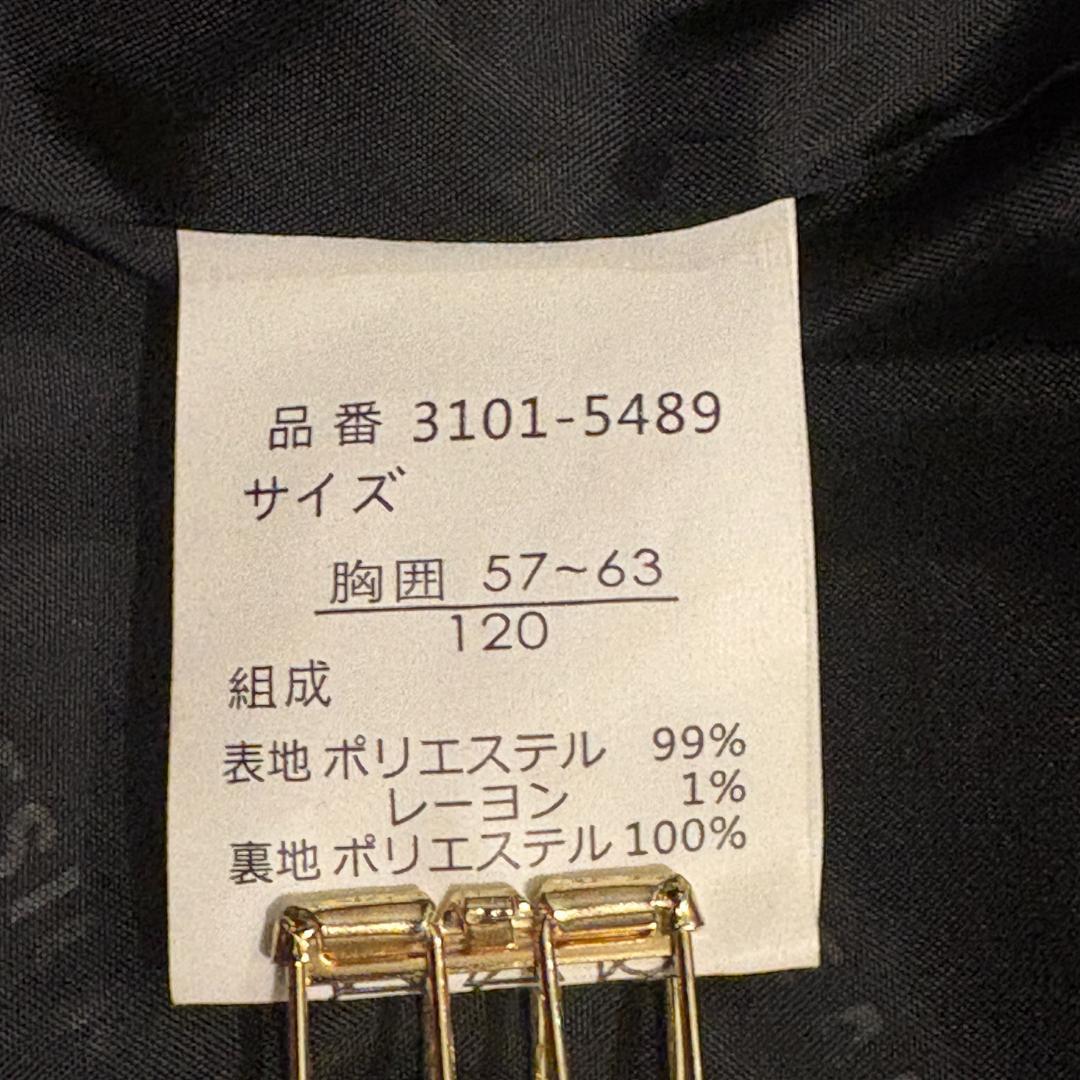 品番 3101-5489
サイズ
胸囲 57~63
120
組成
表地 ポリエステル 99%
レーヨン 1%
裏地 ポリエステル 100%